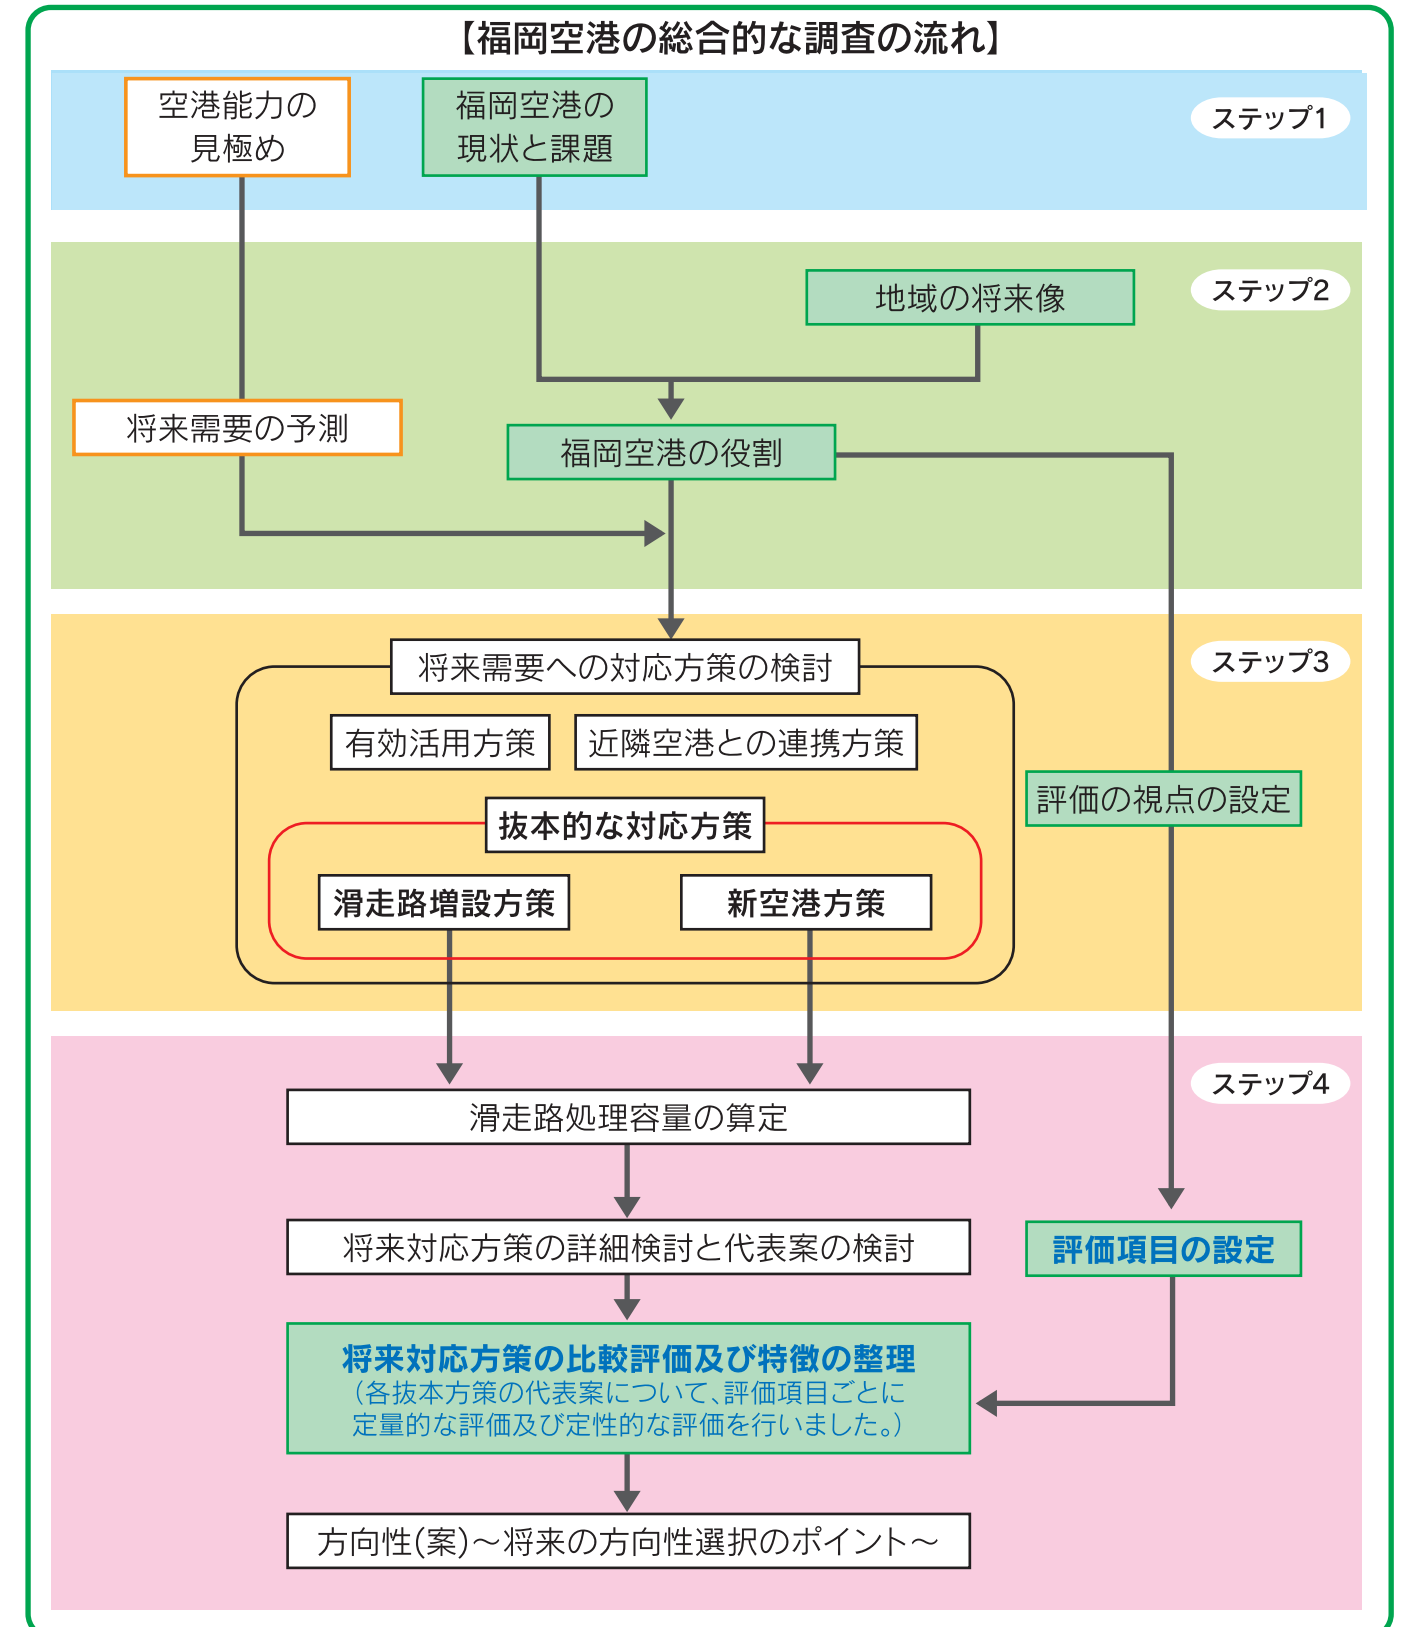 【福岡空港の総合的な調査の流れ】
ステップ1
空港能力の
見極め
福岡空港の
現状と課題
ステップ2
地域の将来像
将来需要の予測
福岡空港の役割
ステップ3
将来需要への対応方策の検討
有効活用方策
近隣空港との連携方策
評価の視点の設定
抜本的な対応方策
滑走路増設方策
新空港方策
ステップ4
滑走路処理容量の算定
将来対応方策の詳細検討と代表案の検討
評価項目の設定
将来対応方策の比較評価及び特徴の整理
（各抜本方策の代表案について、評価項目ごとに
定量的な評価及び定性的な評価を行いました。）
方向性(案)～将来の方向性選択のポイント～